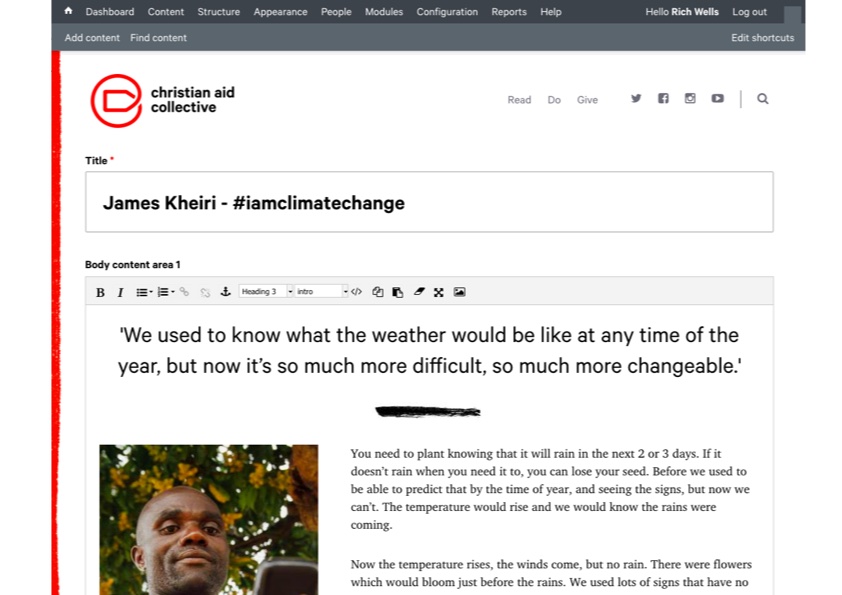 Dashboard Content Structure Appearance People Modules Configuration Reports Help Hello Rich Wells Log out
Add content Find content Edit shortcuts
christian aid
collective
Read Do Give
Title *
James Kheiri - #iamclimatechange
Body content area 1
B I Heading 3 intro
'We used to know what the weather would be like at any time of the
year, but now it’s so much more difficult, so much more changeable.'
You need to plant knowing that it will rain in the next 2 or 3 days. If it
doesn’t rain when you need it to, you can lose your seed. Before we used to
be able to predict that by the time of year, and seeing the signs, but now we
can’t. The temperature would rise and we would know the rains were
coming.
Now the temperature rises, the winds come, but no rain. There were flowers
which would bloom just before the rains. We used lots of signs that have no